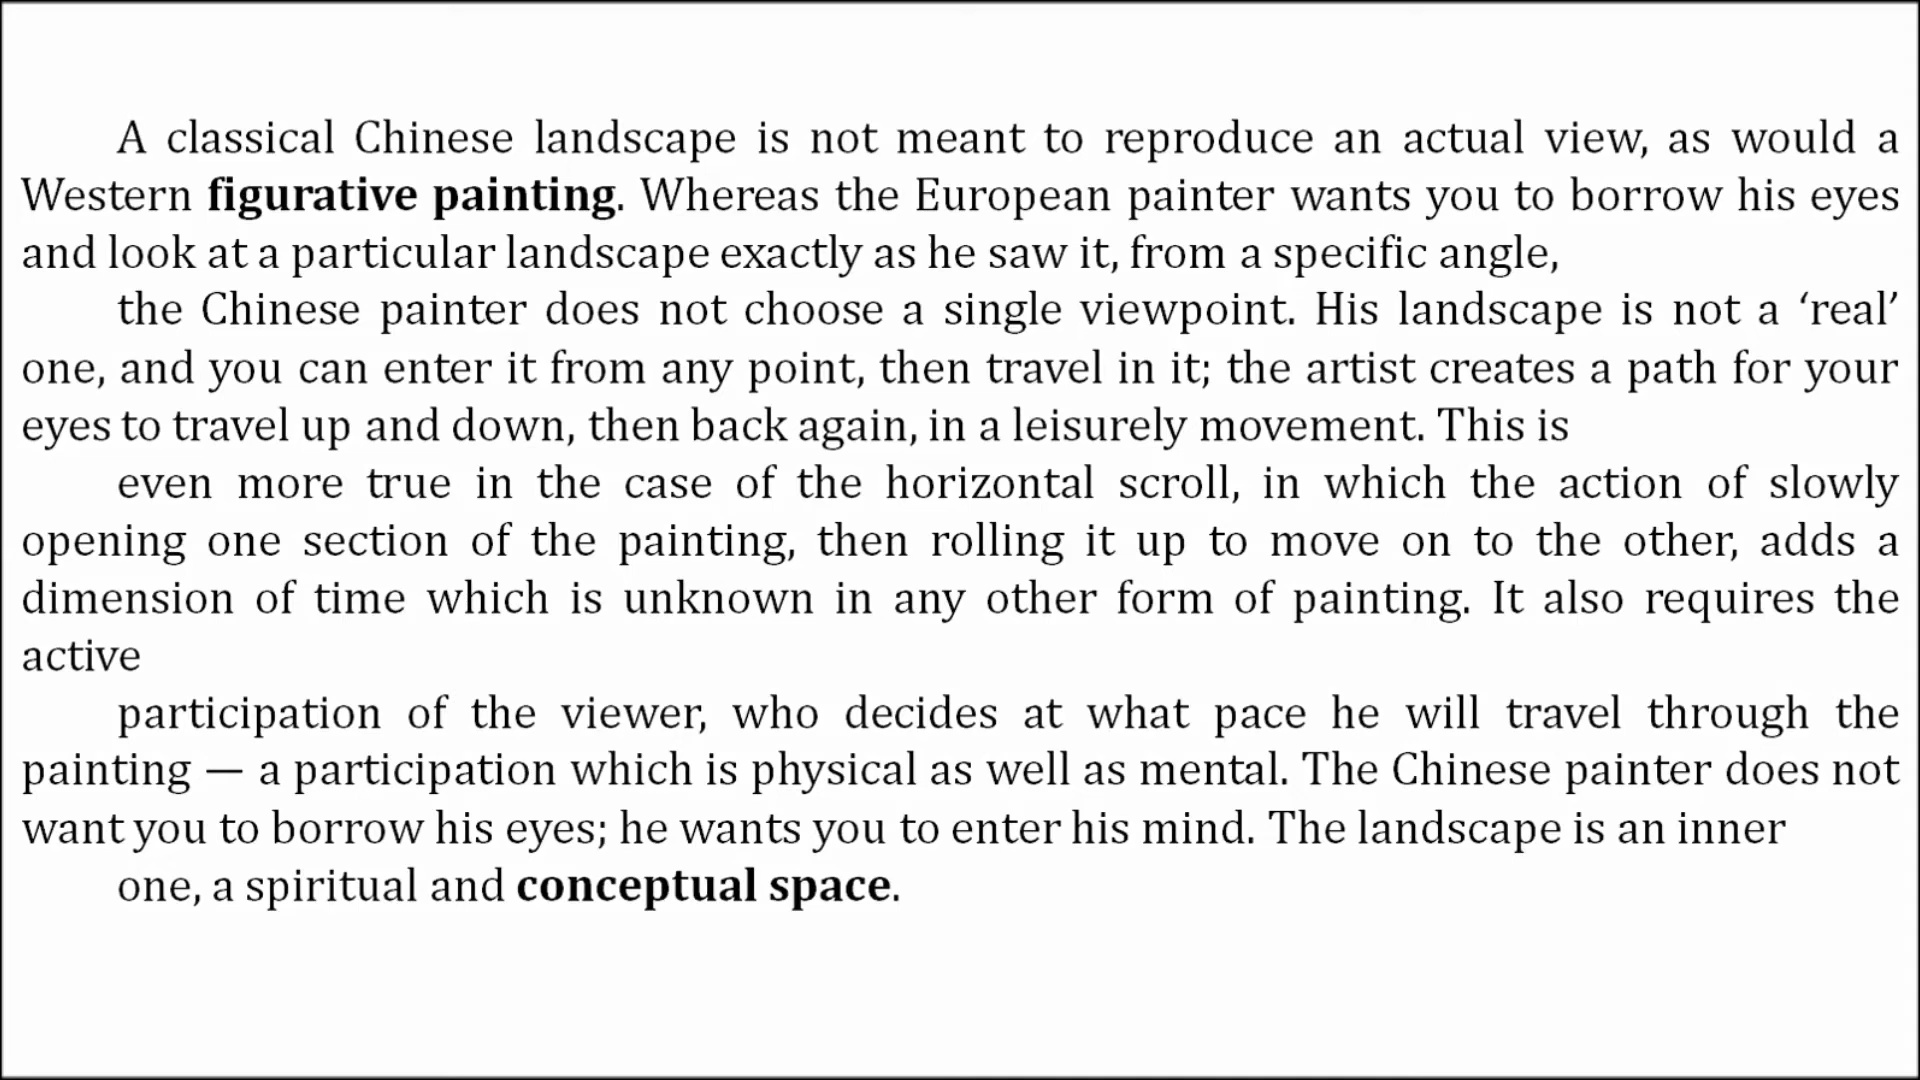 A classical Chinese landscape is not meant to reproduce an actual view, as would a
Western figurative painting. Whereas the European painter wants you to borrow his eyes
and look at a particular landscape exactly as he saw it, from a specific angle,
the Chinese painter does not choose a single viewpoint. His landscape is not a ‘real’
one, and you can enter it from any point, then travel in it; the artist creates a path for your
eyes to travel up and down, then back again, in a leisurely movement. This is
even more true in the case of the horizontal scroll, in which the action of slowly
opening one section of the painting, then rolling it up to move on to the other, adds a
dimension of time which is unknown in any other form of painting. It also requires the
active
participation of the viewer, who decides at what pace he will travel through the
painting — a participation which is physical as well as mental. The Chinese painter does not
want you to borrow his eyes; he wants you to enter his mind. The landscape is an inner
one, a spiritual and conceptual space.